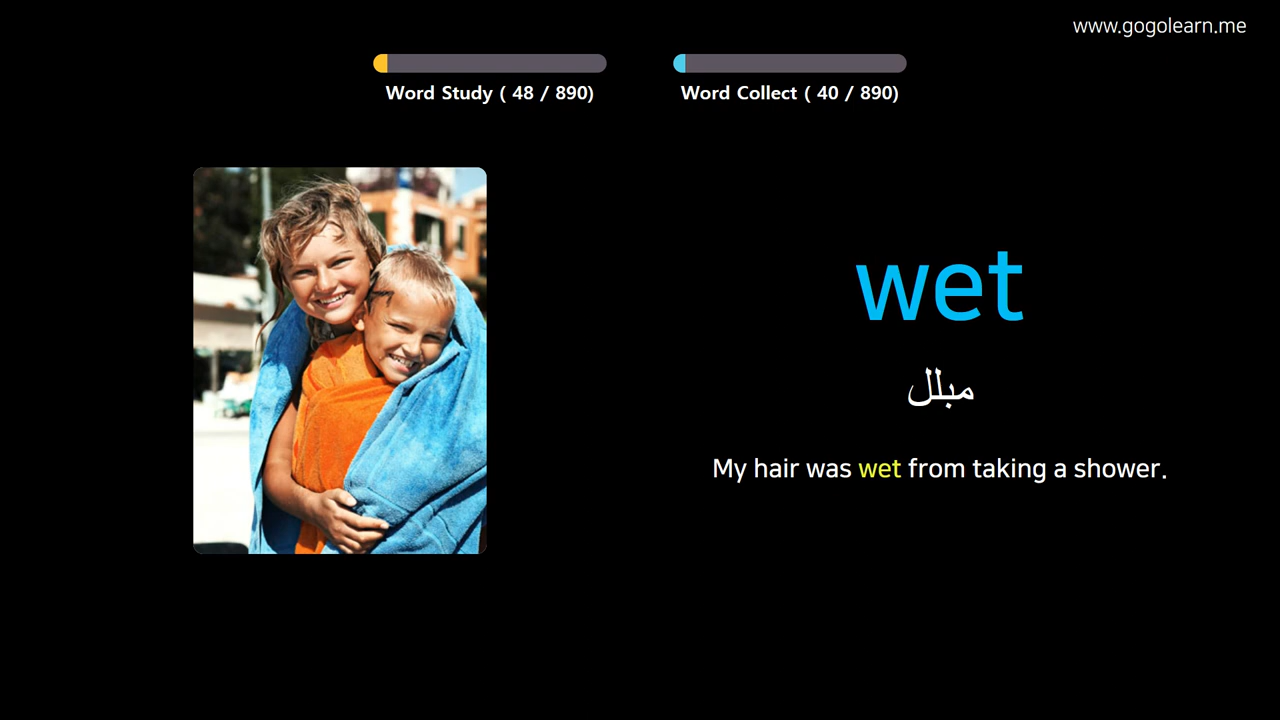 www.gogolearn.me
Word Study ( 48 / 890)
Word Collect ( 40 / 890)
wet
مبلل
My hair was wet from taking a shower.